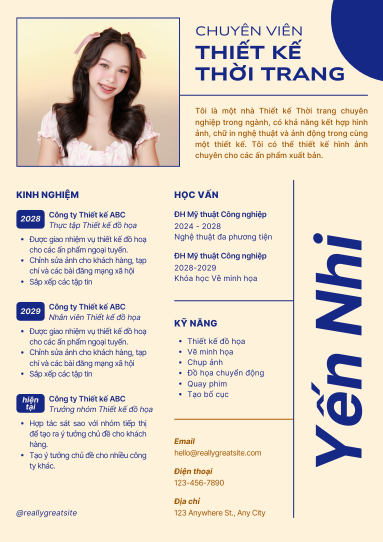 CHUYÊN VIÊN
THIẾT KẾ
THỜI TRANG
Tôi là một nhà Thiết kế Thời trang chuyên
nghiệp trong ngành, có khả năng kết hợp hình
ảnh, chữ in nghệ thuật và ảnh động trong cùng
một thiết kế. Tôi có thể thiết kế hình ảnh
chuyên cho các ấn phẩm xuất bản.
KINH NGHIỆM
2028
Công ty Thiết kế ABC
Thực tập Thiết kế đồ họa
• Được giao nhiệm vụ thiết kế đồ hoạ
cho các ấn phẩm ngoại tuyến.
• Chỉnh sửa ảnh cho khách hàng, tạp
chí và các bài đăng mạng xã hội
• Sắp xếp các tập tin
2029
Công ty Thiết kế ABC
Nhân viên Thiết kế đồ họa
• Được giao nhiệm vụ thiết kế đồ hoạ
cho các ấn phẩm ngoại tuyến.
• Chỉnh sửa ảnh cho khách hàng, tạp
chí và các bài đăng mạng xã hội
• Sắp xếp các tập tin
hiện
tại
Công ty Thiết kế ABC
Trưởng nhóm Thiết kế đồ họa
• Hợp tác sát sao với nhóm tiếp thị
để tạo ra ý tưởng chủ đề cho khách
hàng.
• Tạo ý tưởng chủ đề cho nhiều công
ty khác.
@reallygreatsite
HỌC VẤN
ĐH Mỹ thuật Công nghiệp
2024 - 2028
Nghệ thuật đa phương tiện
ĐH Mỹ thuật Công nghiệp
2028-2029
Khóa học Vẽ minh họa
KỸ NĂNG
• Thiết kế đồ họa
• Vẽ minh họa
• Chụp ảnh
• Đồ họa chuyển động
• Quay phim
• Tạo bố cục
Email
hello@reallygreatsite.com
Điện thoại
123-456-7890
Địa chỉ
123 Anywhere St., Any City
Yến Nhi